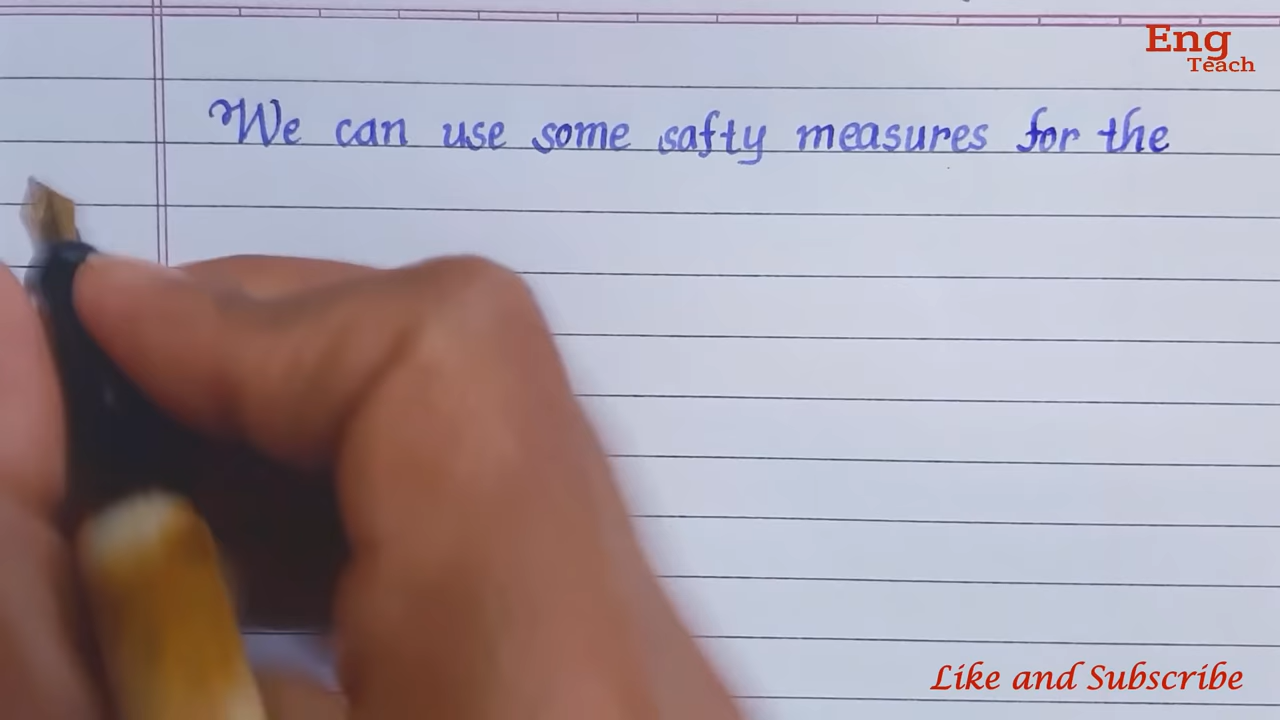 Eng
Teach
We can use some safty measures for the
Like and Subscribe